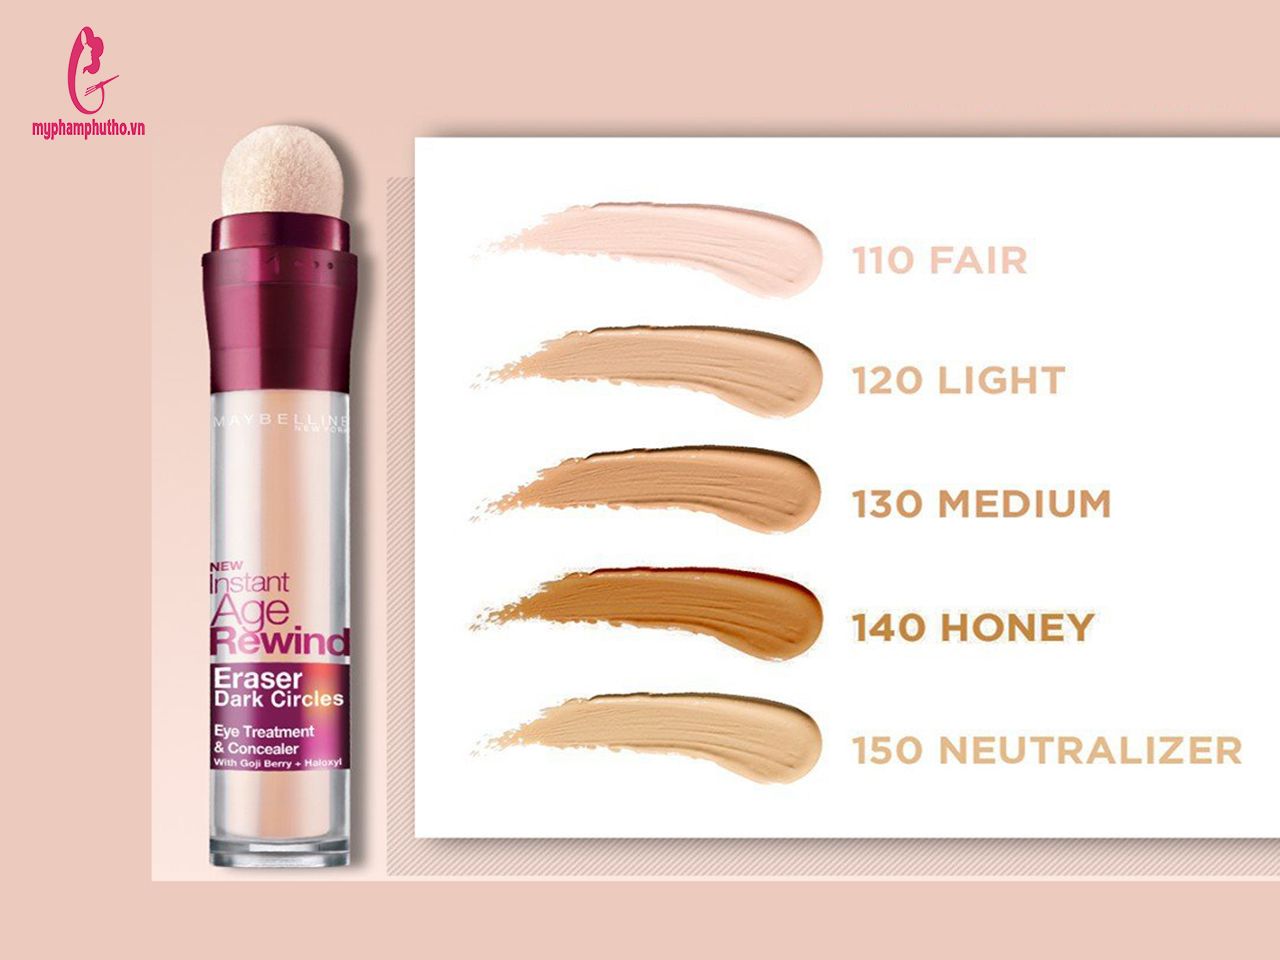 myphamphutho.vn
MAYBELLINE
NEW YORK
NEW
Instant
Age
Rewind
Eraser
Dark Circles
Eye Treatment
& Concealer
With Goji Berry + Haloxyl
110 FAIR
120 LIGHT
130 MEDIUM
140 HONEY
150 NEUTRALIZER